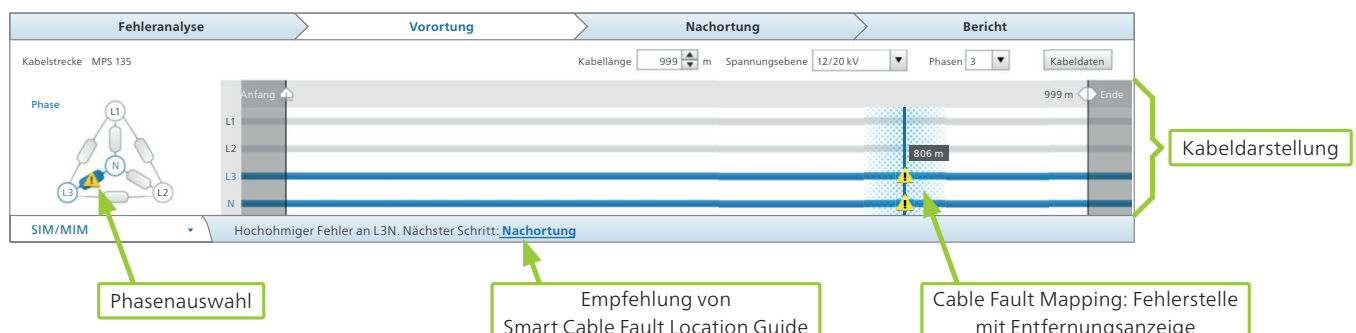 Fehleranalyse Vorortung Nachortung Bericht
Kabelstrecke MPS 135 Kabellänge 999 m Spannungsebene 12/20 kV Phasen 3 Kabeldaten
Phase
L1
N
L3
L2
Anfang 999 m Ende
L1
L2
806 m
L3
N
SIM/MIM Hochohmiger Fehler an L3N. Nächster Schritt: Nachortung
Kabeldarstellung
Phasenauswahl
Empfehlung von
Smart Cable Fault Location Guide
Cable Fault Mapping: Fehlerstelle
mit Entfernungsanzeige